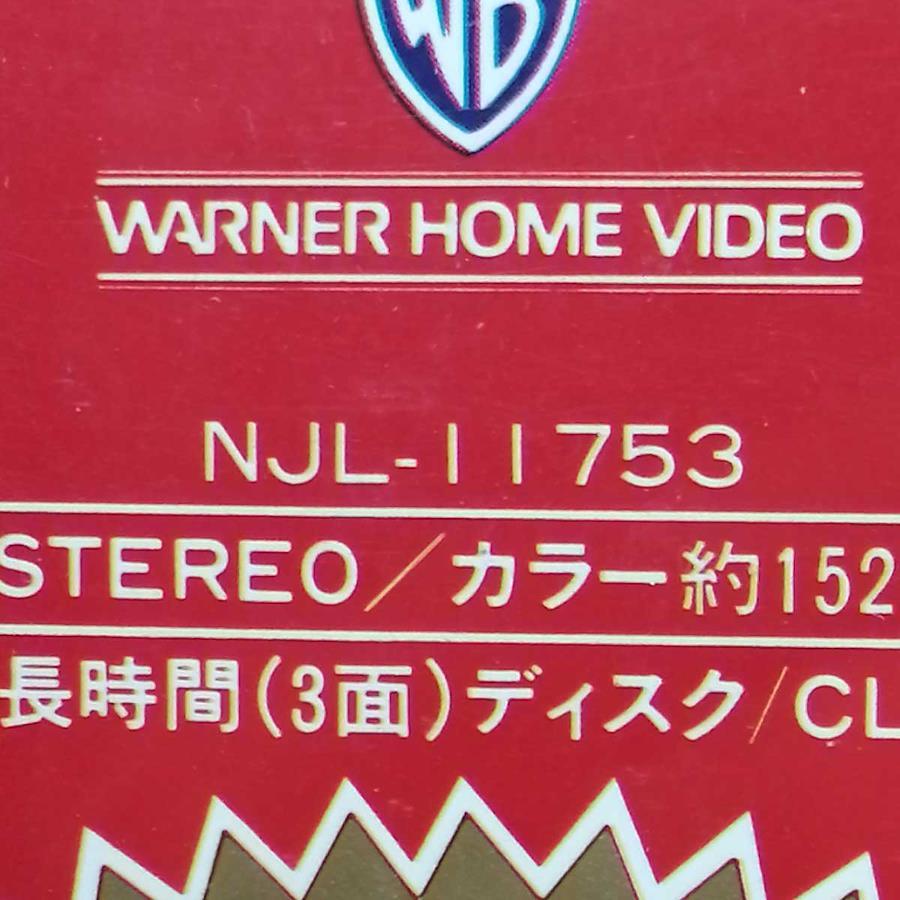 WB
WARNER HOME VIDEO
NJL-11753
STEREO/カラー約152
長時間(3面)ディスク/CL